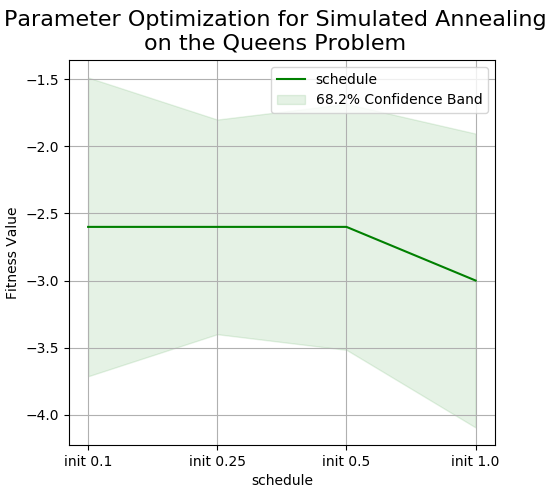 Parameter Optimization for Simulated Annealing
on the Queens Problem
schedule
68.2% Confidence Band
Fitness Value
−1.5
−2.0
−2.5
−3.0
−3.5
−4.0
init 0.1
init 0.25
init 0.5
init 1.0
schedule